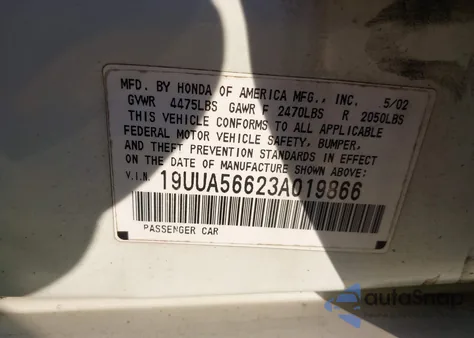 MFD. BY HONDA OF AMERICA MFG., INC. 5/02
GVWR 4475LBS GAWR F 2470LBS R 2050LBS
THIS VEHICLE CONFORMS TO ALL APPLICABLE
FEDERAL MOTOR VEHICLE SAFETY, BUMPER,
AND THEFT PREVENTION STANDARDS IN EFFECT
ON THE DATE OF MANUFACTURE SHOWN ABOVE:
V.I.N. 19UUA56623A019866
PASSENGER CAR
autoSnap